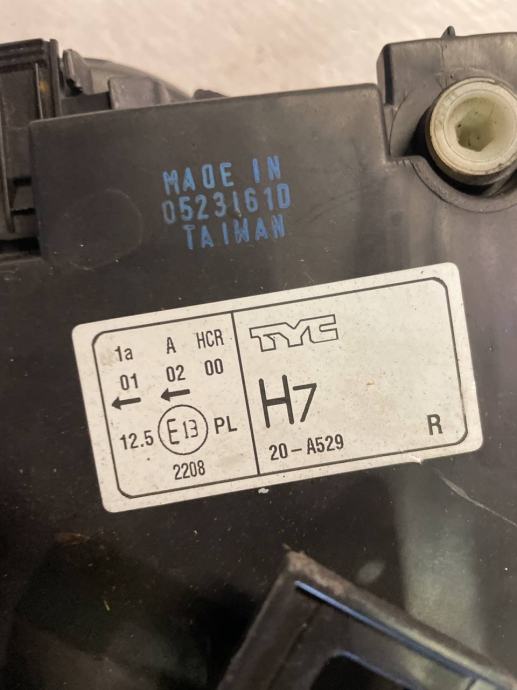 MADE IN
0523161D
TAIWAN
1a A HCR
01 02 00
12.5 E13 PL
2208
TYC
H7
20-A529
R